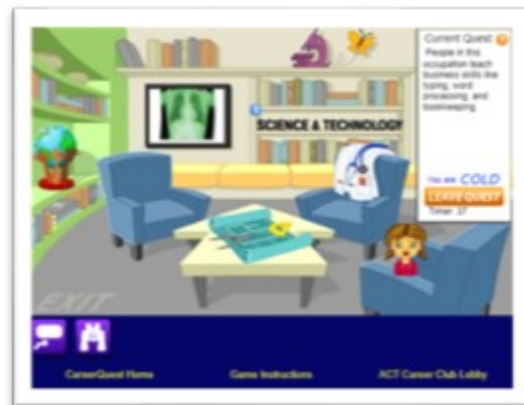 Current Quest
People in this
occupation teach
business skills like
typing, word
processing, and
bookkeeping.
SCIENCE & TECHNOLOGY
You are: COLD
LEAVE QUEST
Timer: 37
EXIT
CareerQuest Home
Game Instructions
ACT Career Club Lobby